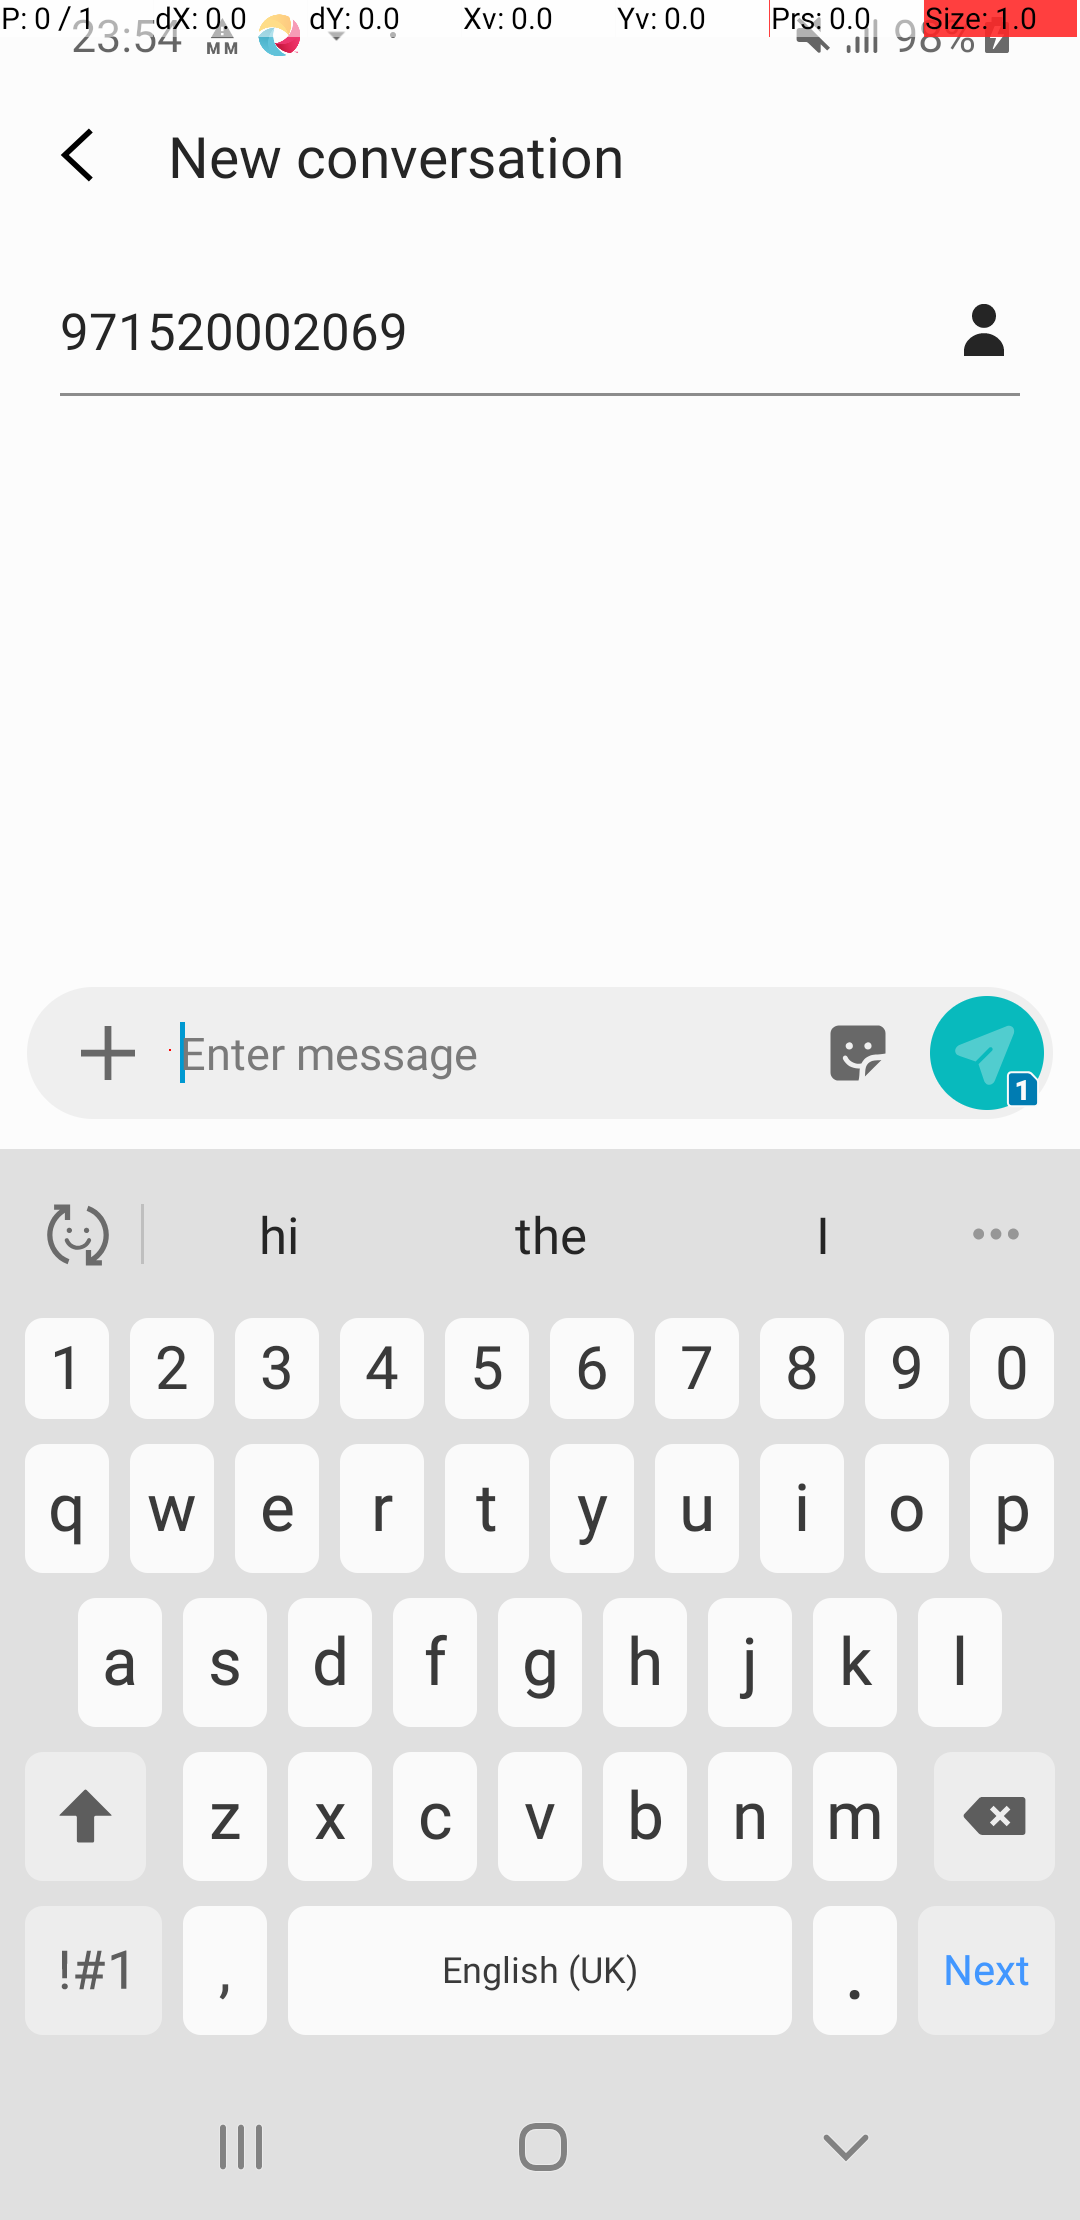 P: 0 / 1 dX: 0.0 dY: 0.0 Xv: 0.0 Yv: 0.0 Prs: 0.0 Size: 1.0
23:54 MM 98%
New conversation
971520002069
Enter message
1
hi the I
1 2 3 4 5 6 7 8 9 0
q w e r t y u i o p
a s d f g h j k l
z x c v b n m
!#1 , English (UK) . Next